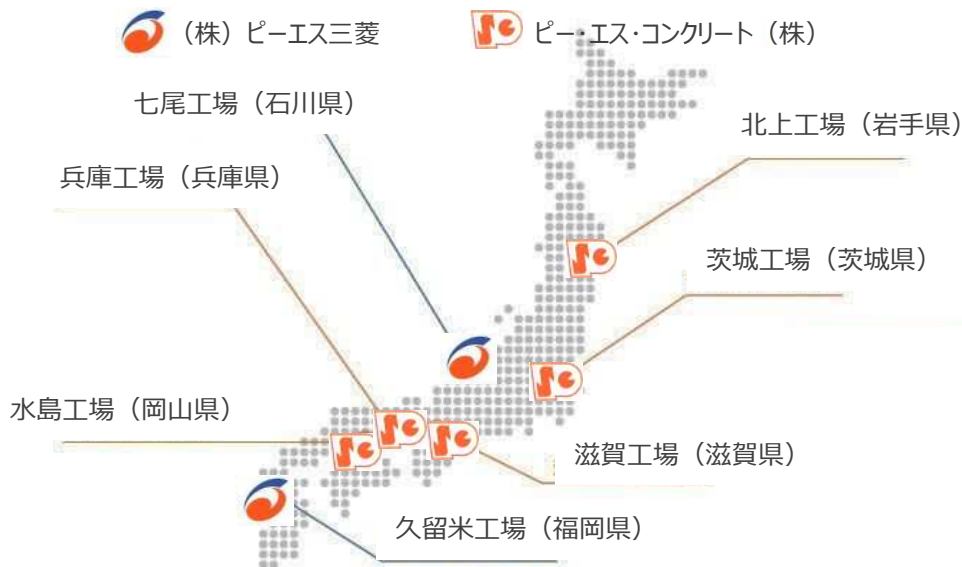 (株)ピーエス三菱
ピー・エス・コンクリート(株)
七尾工場(石川県)
北上工場(岩手県)
兵庫工場(兵庫県)
茨城工場(茨城県)
水島工場(岡山県)
滋賀工場(滋賀県)
久留米工場(福岡県)